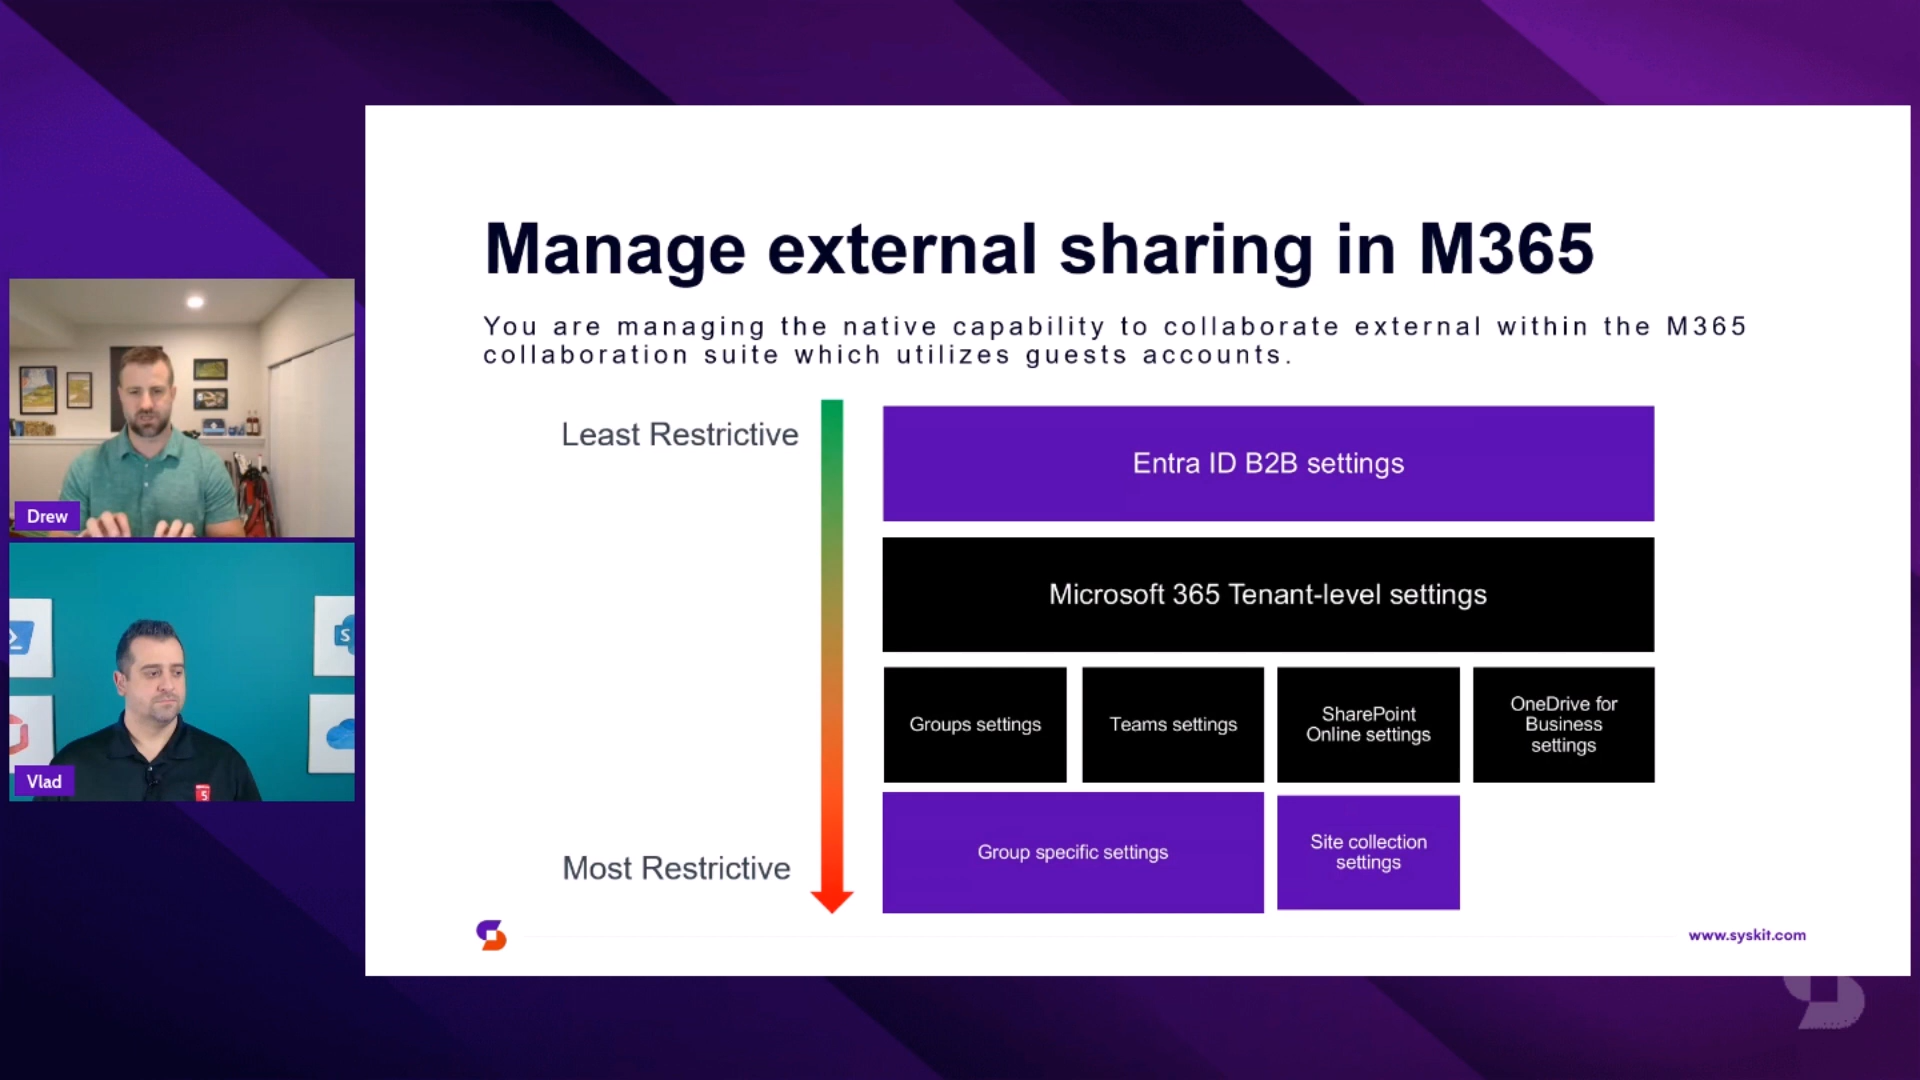 Manage external sharing in M365
You are managing the native capability to collaborate external within the M365
collaboration suite which utilizes guests accounts.
Least Restrictive
Most Restrictive
Entra ID B2B settings
Microsoft 365 Tenant-level settings
Groups settings
Teams settings
SharePoint
Online settings
OneDrive for
Business
settings
Group specific settings
Site collection
settings
www.syskit.com
Drew
Vlad
S